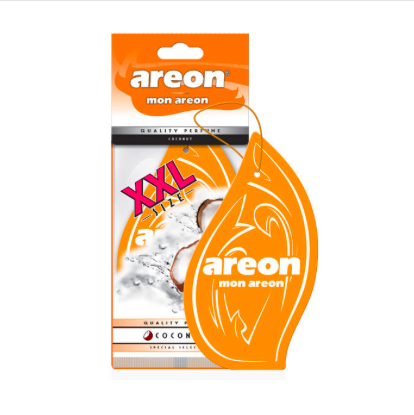 areon
mon areon
QUALITY PERFUME
COCONUT
XXL
SIZE
a
areon
mon areon
QUALITY P
COCON
SPECIAL SELEC